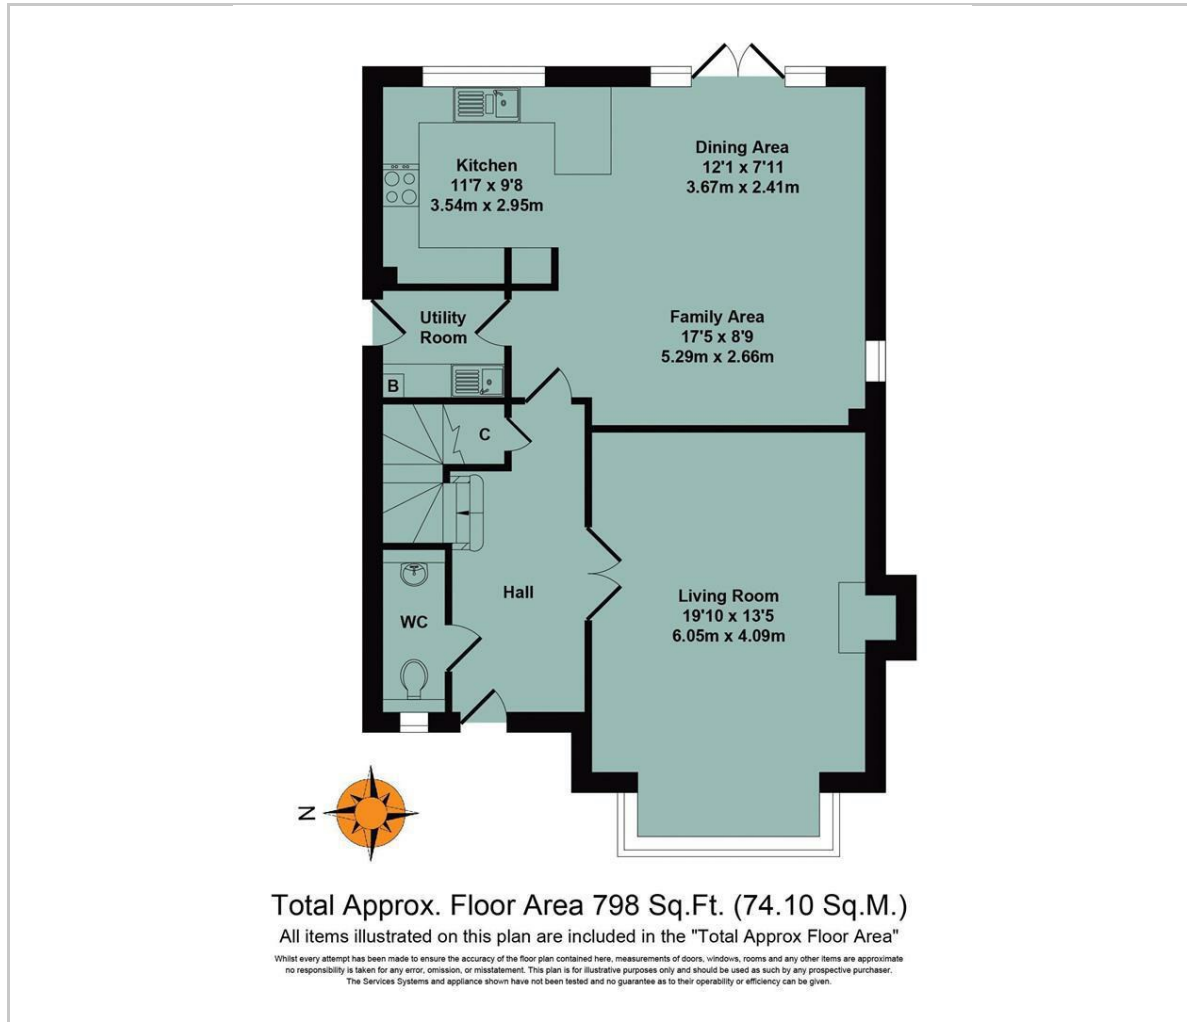 Kitchen
11'7 x 9'8
3.54m x 2.95m
Dining Area
12'1 x 7'11
3.67m x 2.41m
Utility
Room
B
Family Area
17'5 x 8'9
5.29m x 2.66m
C
Hall
WC
Living Room
19'10 x 13'5
6.05m x 4.09m
N
Total Approx. Floor Area 798 Sq.Ft. (74.10 Sq.M.)
All items illustrated on this plan are included in the "Total Approx Floor Area"
Whilst every attempt has been made to ensure the accuracy of the floor plan contained here, measurements of doors, windows, rooms and any other items are approximate
no responsibility is taken for any error, omission, or misstatement. This plan is for illustrative purposes only and should be used as such by any prospective purchaser.
The Services Systems and appliance shown have not been tested and no guarantee as to their operability or efficiency can be given.